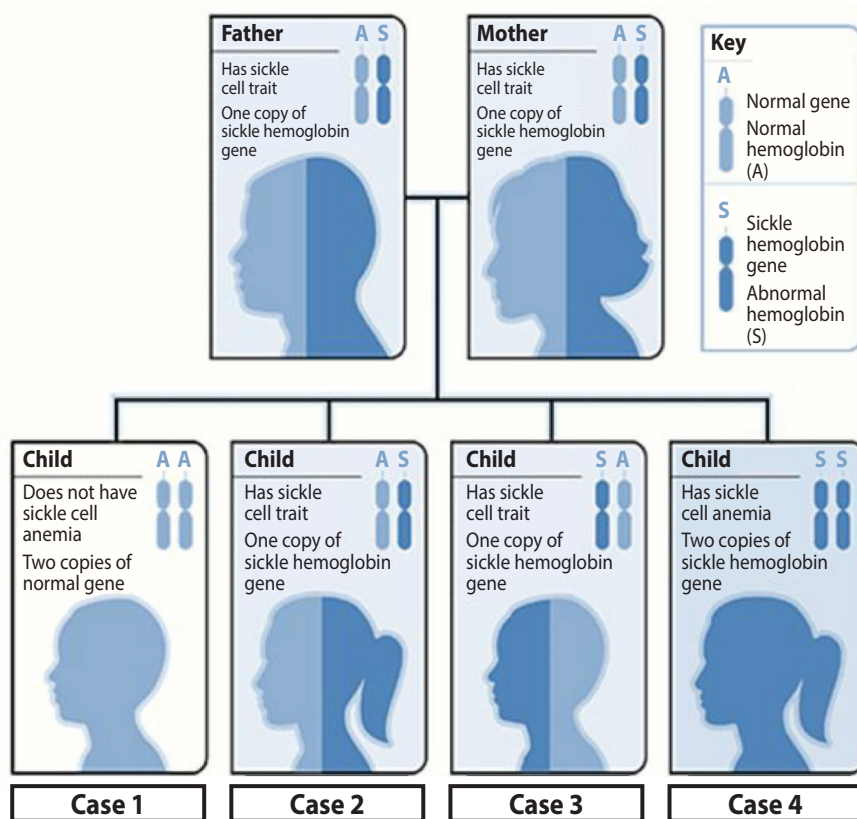 Father
A S
Has sickle
cell trait
One copy of
sickle hemoglobin
gene
Mother
A S
Has sickle
cell trait
One copy of
sickle hemoglobin
gene
Key
A
Normal gene
Normal
hemoglobin
(A)
S
Sickle
hemoglobin
gene
Abnormal
hemoglobin
(S)
Child
A A
Does not have
sickle cell
anemia
Two copies of
normal gene
Child
A S
Has sickle
cell trait
One copy of
sickle hemoglobin
gene
Child
S A
Has sickle
cell trait
One copy of
sickle hemoglobin
gene
Child
S S
Has sickle
cell anemia
Two copies of
sickle hemoglobin
gene
Case 1
Case 2
Case 3
Case 4